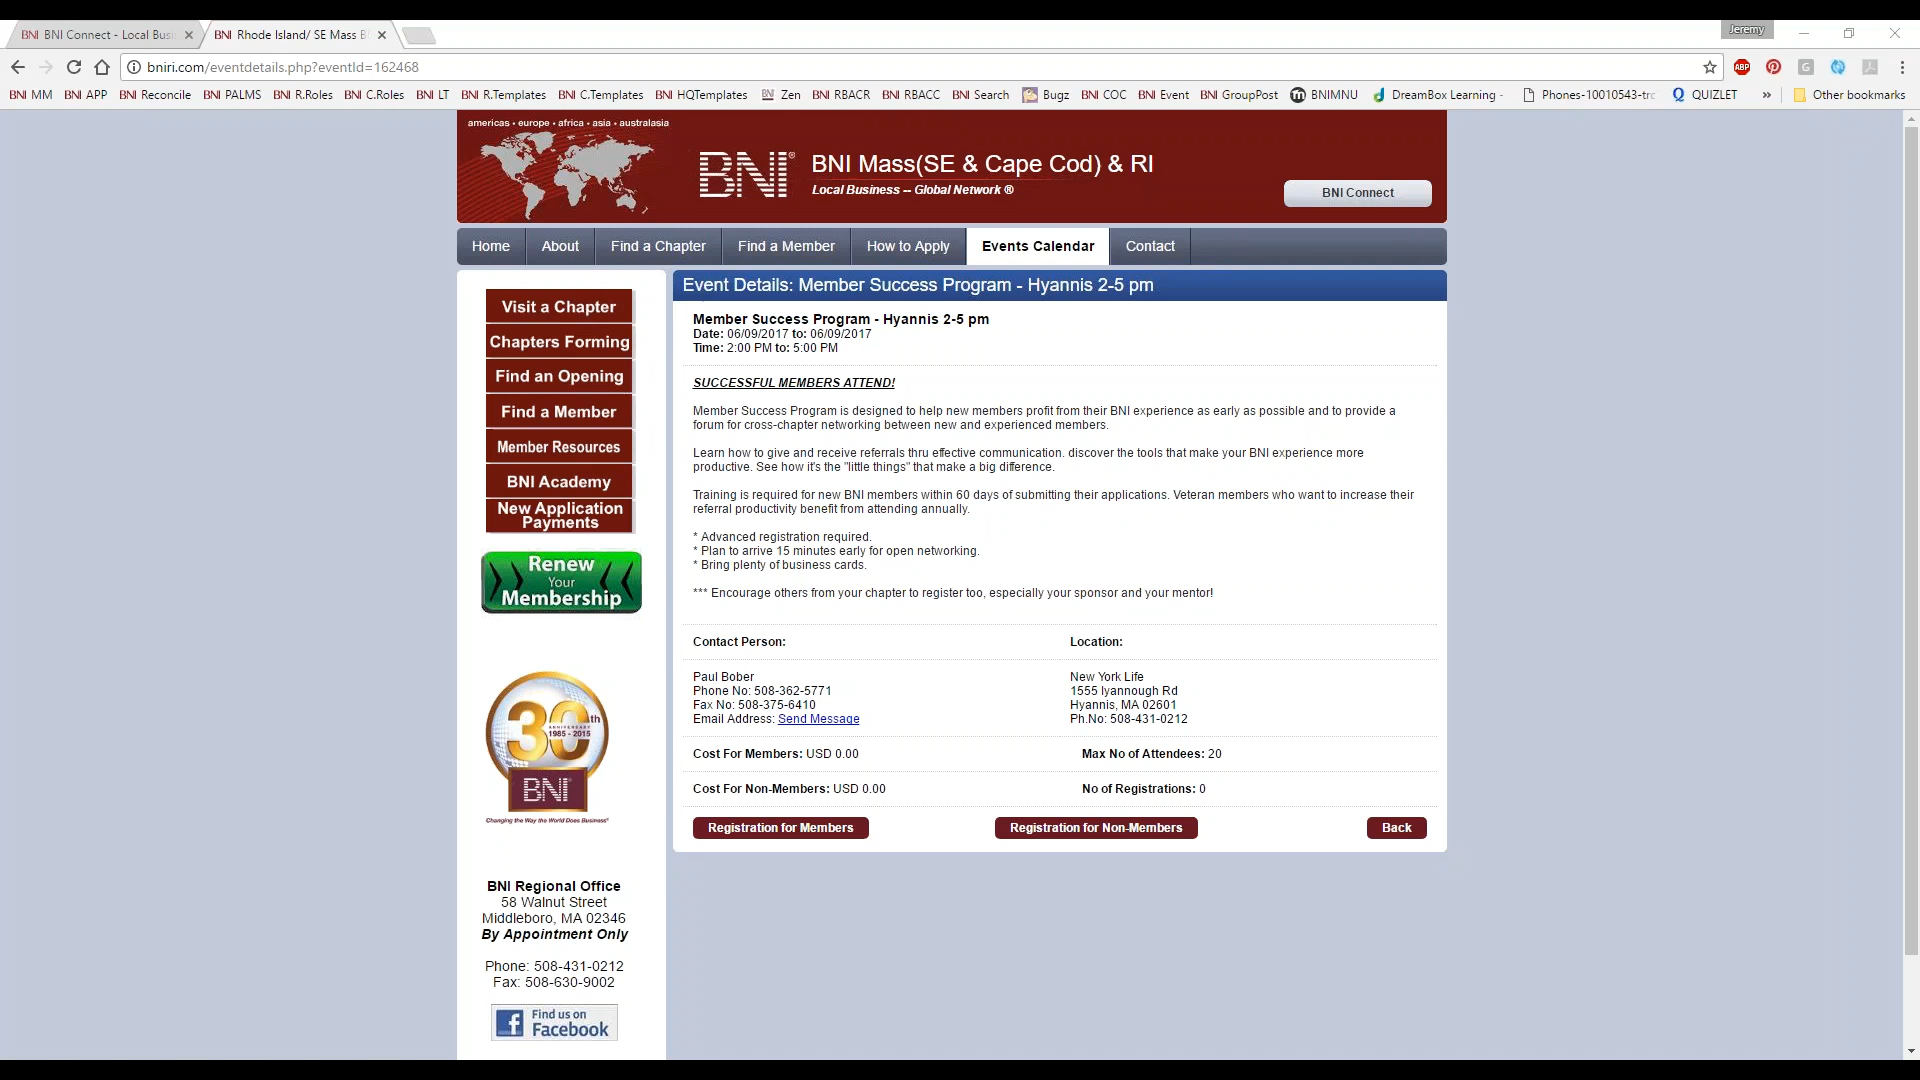 BNI BNI Connect - Local Busi
BNI Rhode Island/ SE Mass B
Jeremy
bniri.com/eventdetails.php?eventId=162468
ABP
BNI MM BNI APP BNI Reconcile BNI PALMS BNI R.Roles BNI C.Roles BNI LT BNI R.Templates BNI C.Templates BNI HQTemplates BNI Zen BNI RBACR BNI RBACC BNI Search Bugz BNI COC BNI Event BNI GroupPost BNIMNU DreamBox Learning - Phones-10010543-trc QUIZLET » Other bookmarks
americas • europe • africa • asia • australasia
BNI® BNI Mass(SE & Cape Cod) & RI
Local Business -- Global Network ®
BNI Connect
Home About Find a Chapter Find a Member How to Apply Events Calendar Contact
Visit a Chapter
Chapters Forming
Find an Opening
Find a Member
Member Resources
BNI Academy
New Application
Payments
Renew
Your
Membership
30th
ANNIVERSARY
1985 - 2015
BNI
Changing the Way the World Does Business®
BNI Regional Office
58 Walnut Street
Middleboro, MA 02346
By Appointment Only
Phone: 508-431-0212
Fax: 508-630-9002
Find us on
Facebook
Event Details: Member Success Program - Hyannis 2-5 pm
Member Success Program - Hyannis 2-5 pm
Date: 06/09/2017 to: 06/09/2017
Time: 2:00 PM to: 5:00 PM
SUCCESSFUL MEMBERS ATTEND!
Member Success Program is designed to help new members profit from their BNI experience as early as possible and to provide a
forum for cross-chapter networking between new and experienced members.
Learn how to give and receive referrals thru effective communication. discover the tools that make your BNI experience more
productive. See how it's the "little things" that make a big difference.
Training is required for new BNI members within 60 days of submitting their applications. Veteran members who want to increase their
referral productivity benefit from attending annually.
* Advanced registration required.
* Plan to arrive 15 minutes early for open networking.
* Bring plenty of business cards.
*** Encourage others from your chapter to register too, especially your sponsor and your mentor!
Contact Person: Location:
Paul Bober New York Life
Phone No: 508-362-5771 1555 Iyannough Rd
Fax No: 508-375-6410 Hyannis, MA 02601
Email Address: Send Message Ph.No: 508-431-0212
Cost For Members: USD 0.00 Max No of Attendees: 20
Cost For Non-Members: USD 0.00 No of Registrations: 0
Registration for Members Registration for Non-Members Back